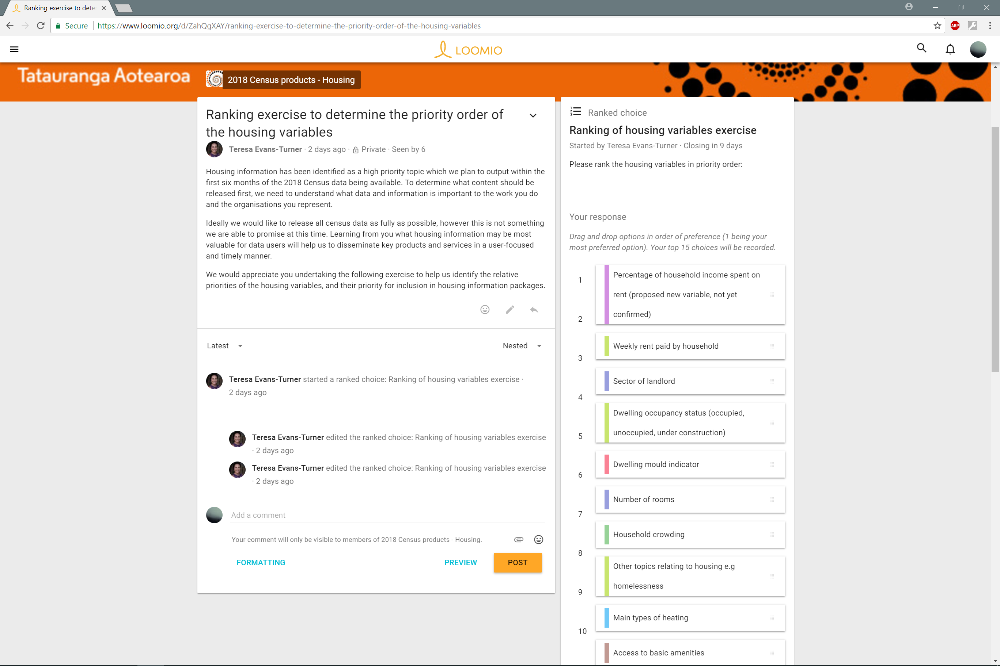 Ranking exercise to dete
Secure
https://www.loomio.org/d/ZahQgXAY/ranking-exercise-to-determine-the-priority-order-of-the-housing-variables
ABP
LOOMIO
Tatauranga Aotearoa
2018 Census products - Housing
Ranking exercise to determine the priority order of
the housing variables
Teresa Evans-Turner · 2 days ago · Private · Seen by 6
Housing information has been identified as a high priority topic which we plan to output within the
first six months of the 2018 Census data being available. To determine what content should be
released first, we need to understand what data and information is important to the work you do
and the organisations you represent.
Ideally we would like to release all census data as fully as possible, however this is not something
we are able to promise at this time. Learning from you what housing information may be most
valuable for data users will help us to disseminate key products and services in a user-focused
and timely manner.
We would appreciate you undertaking the following exercise to help us identify the relative
priorities of the housing variables, and their priority for inclusion in housing information packages.
Latest
Nested
Teresa Evans-Turner started a ranked choice: Ranking of housing variables exercise ·
2 days ago
Teresa Evans-Turner edited the ranked choice: Ranking of housing variables exercise
· 2 days ago
Teresa Evans-Turner edited the ranked choice: Ranking of housing variables exercise
· 2 days ago
Add a comment
Your comment will only be visible to members of 2018 Census products - Housing.
FORMATTING
PREVIEW
POST
Ranked choice
Ranking of housing variables exercise
Started by Teresa Evans-Turner · Closing in 9 days
Please rank the housing variables in priority order:
Your response
Drag and drop options in order of preference (1 being your
most preferred option). Your top 15 choices will be recorded.
1
Percentage of household income spent on
rent (proposed new variable, not yet
confirmed)
2
Weekly rent paid by household
3
Sector of landlord
4
Dwelling occupancy status (occupied,
unoccupied, under construction)
5
Dwelling mould indicator
6
Number of rooms
7
Household crowding
8
Other topics relating to housing e.g
homelessness
9
Main types of heating
10
Access to basic amenities